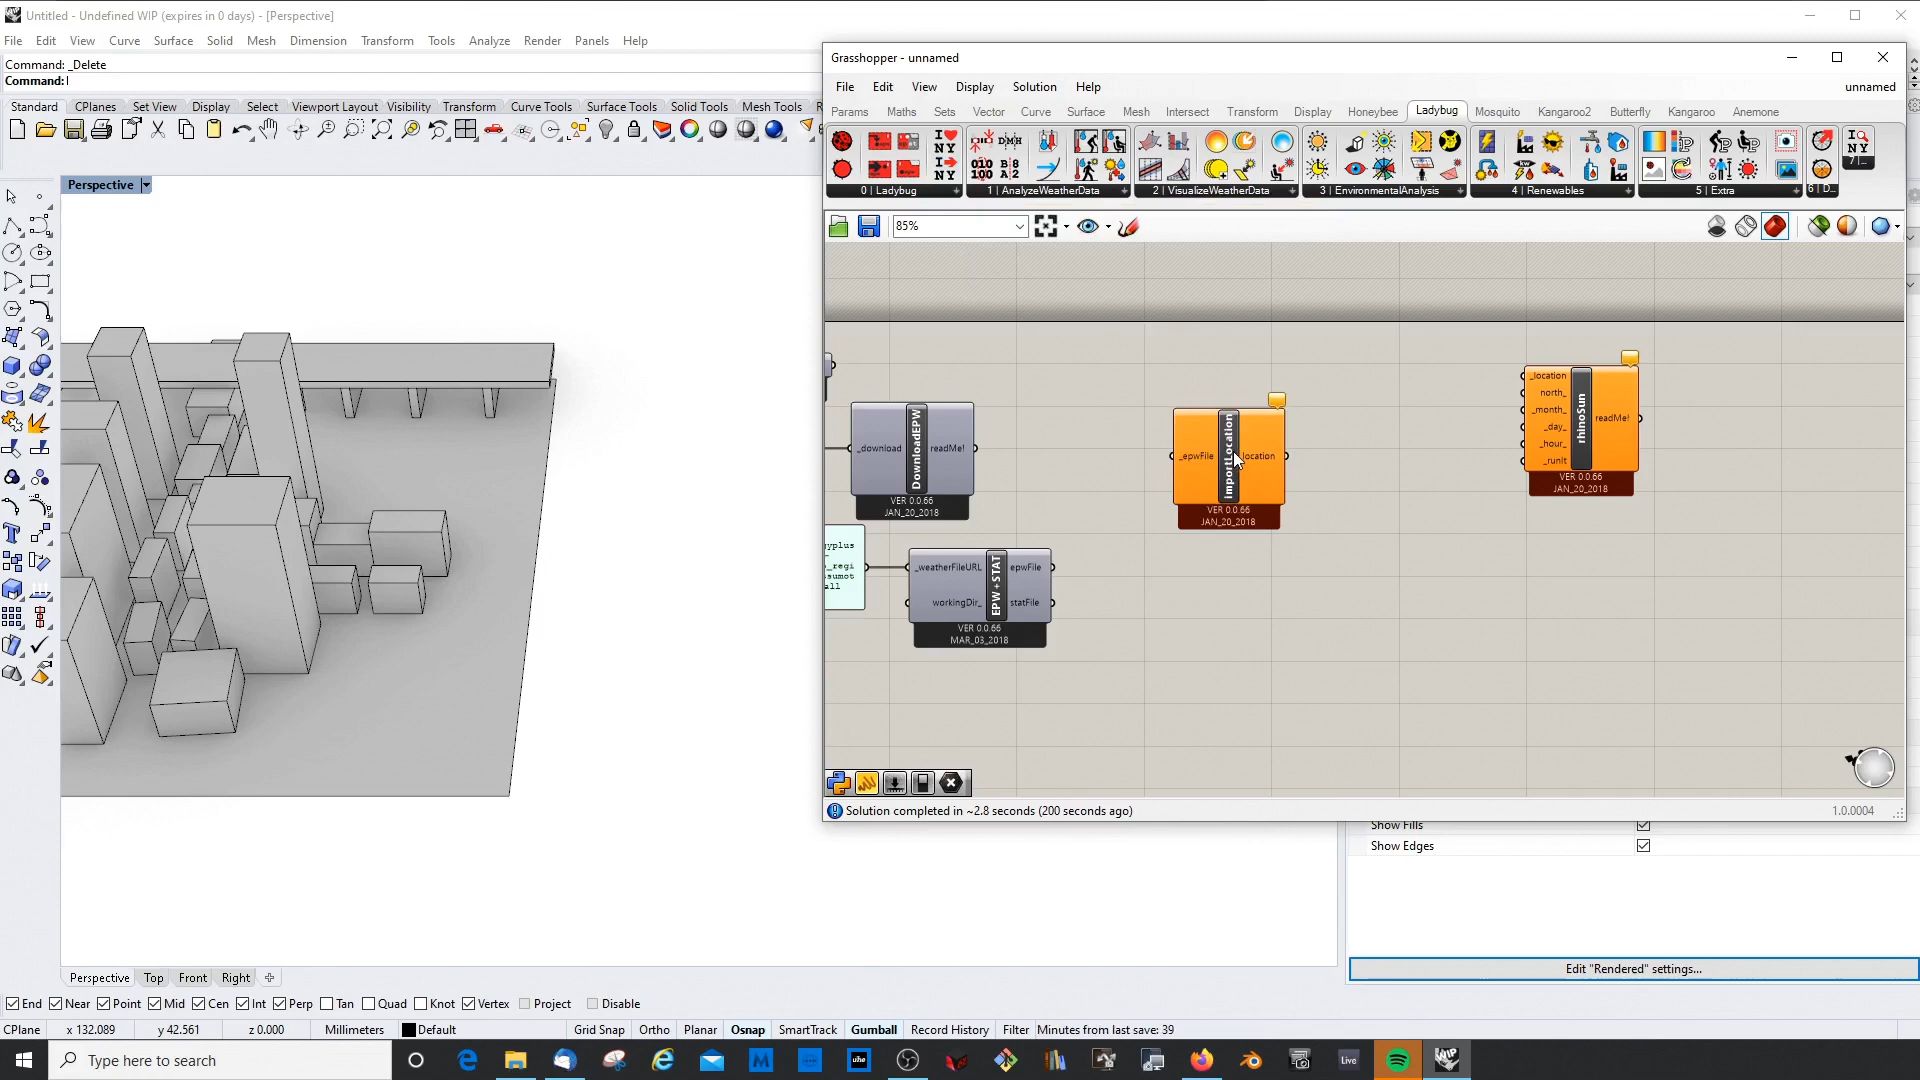 Untitled - Undefined WIP (expires in 0 days) - [Perspective]
File Edit View Curve Surface Solid Mesh Dimension Transform Tools Analyze Render Panels Help
Command: _Delete
Command:
Standard CPlanes Set View Display Select Viewport Layout Visibility Transform Curve Tools Surface Tools Solid Tools Mesh Tools R
Perspective
Grasshopper - unnamed
File Edit View Display Solution Help
unnamed
Params Maths Sets Vector Curve Surface Mesh Intersect Transform Display Honeybee Ladybug Mosquito Kangaroo2 Butterfly Kangaroo Anemone
0 | Ladybug 1 | AnalyzeWeatherData 2 | VisualizeWeatherData 3 | EnvironmentalAnalysis 4 | Renewables 5 | Extra 6 | D... 7 |...
85%
_download DownloadEPW readMe!
VER 0.0.66
JAN_20_2018
_epwFile importLocation location
VER 0.0.66
JAN_20_2018
_location
north_
_month_
_day_
_hour_
_runIt
rhinoSun
readMe!
VER 0.0.66
JAN_20_2018
yplus
_regi
sumot
all
_weatherFileURL
workingDir_
EPW+STAT
epwFile
statFile
VER 0.0.66
MAR_03_2018
Solution completed in ~2.8 seconds (200 seconds ago)
1.0.0004
Show Fills
Show Edges
Edit "Rendered" settings...
Perspective Top Front Right
End Near Point Mid Cen Int Perp Tan Quad Knot Vertex Project Disable
CPlane x 132.089 y 42.561 z 0.000 Millimeters Default Grid Snap Ortho Planar Osnap SmartTrack Gumball Record History Filter Minutes from last save: 39
Type here to search
Live
WIP